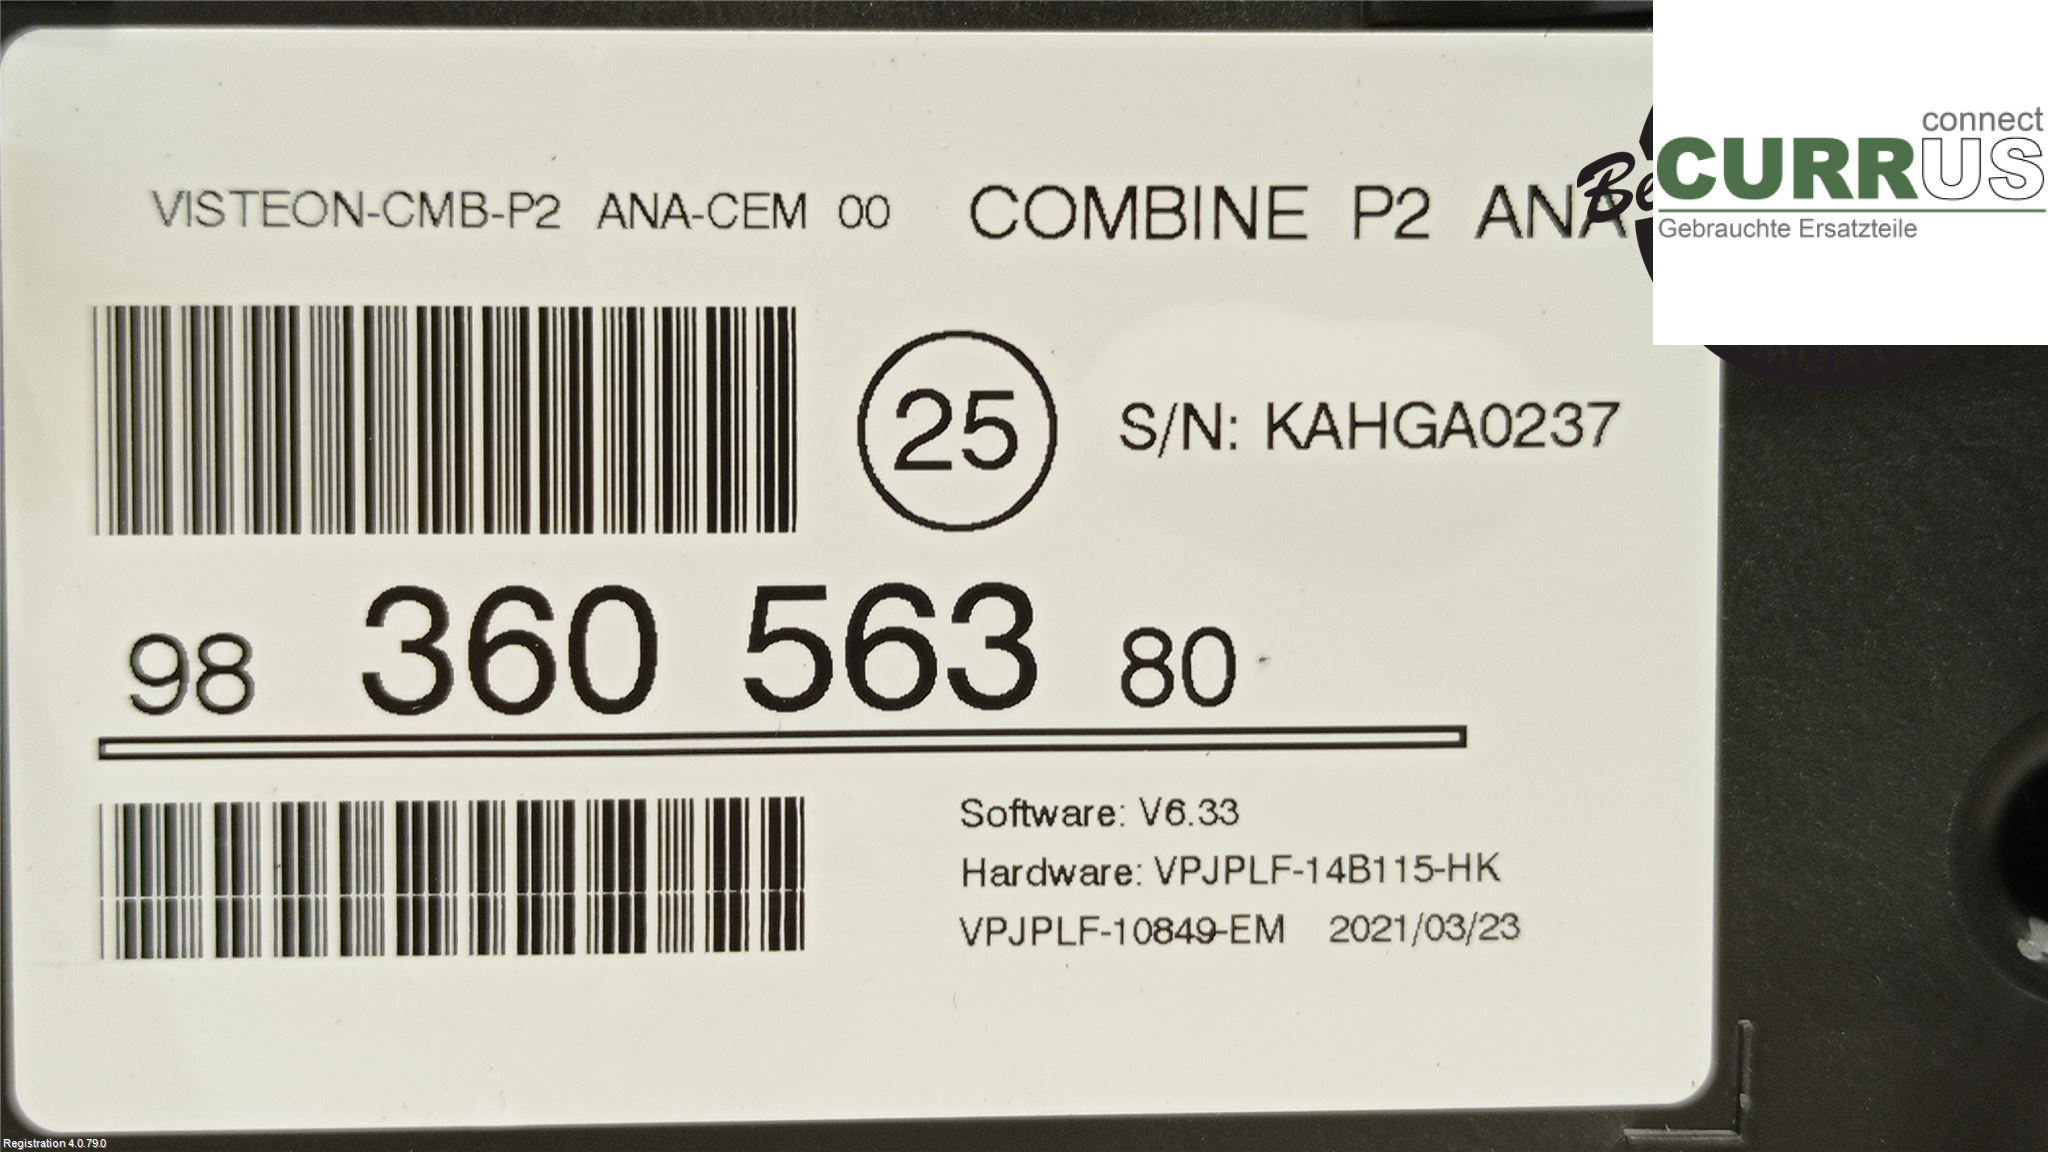 VISTEON-CMB-P2 ANA-CEM 00 COMBINE P2 ANA
25 S/N: KAHGA0237
98 360 563 80
Software: V6.33
Hardware: VPJPLF-14B115-HK
VPJPLF-10849-EM 2021/03/23
connect
CURRUS
Gebrauchte Ersatzteile
Registration 4.0.79.0